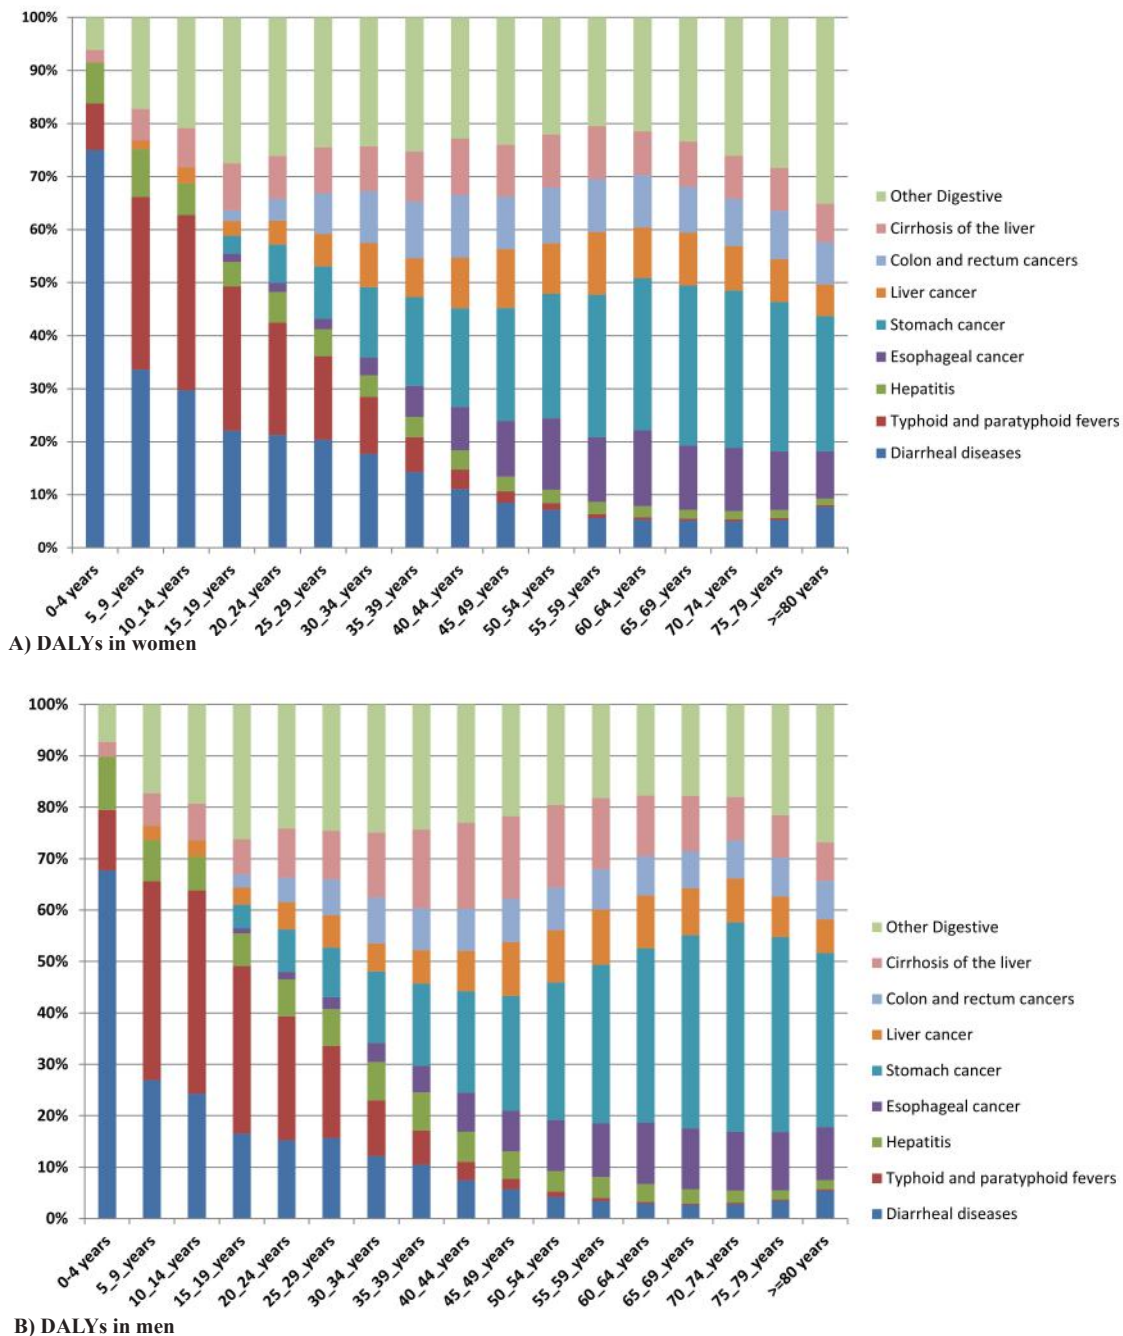 100%
90%
80%
70%
60%
50%
40%
30%
20%
10%
0%
0-4 years
5_9_years
10_14_years
15_19_years
20_24_years
25_29_years
30_34_years
35_39_years
40_44_years
45_49_years
50_54_years
55_59_years
60_64_years
65_69_years
70_74_years
75_79_years
>=80 years
Other Digestive
Cirrhosis of the liver
Colon and rectum cancers
Liver cancer
Stomach cancer
Esophageal cancer
Hepatitis
Typhoid and paratyphoid fevers
Diarrheal diseases
A) DALYs in women
100%
90%
80%
70%
60%
50%
40%
30%
20%
10%
0%
0-4 years
5_9_years
10_14_years
15_19_years
20_24_years
25_29_years
30_34_years
35_39_years
40_44_years
45_49_years
50_54_years
55_59_years
60_64_years
65_69_years
70_74_years
75_79_years
>=80 years
Other Digestive
Cirrhosis of the liver
Colon and rectum cancers
Liver cancer
Stomach cancer
Esophageal cancer
Hepatitis
Typhoid and paratyphoid fevers
Diarrheal diseases
B) DALYs in men